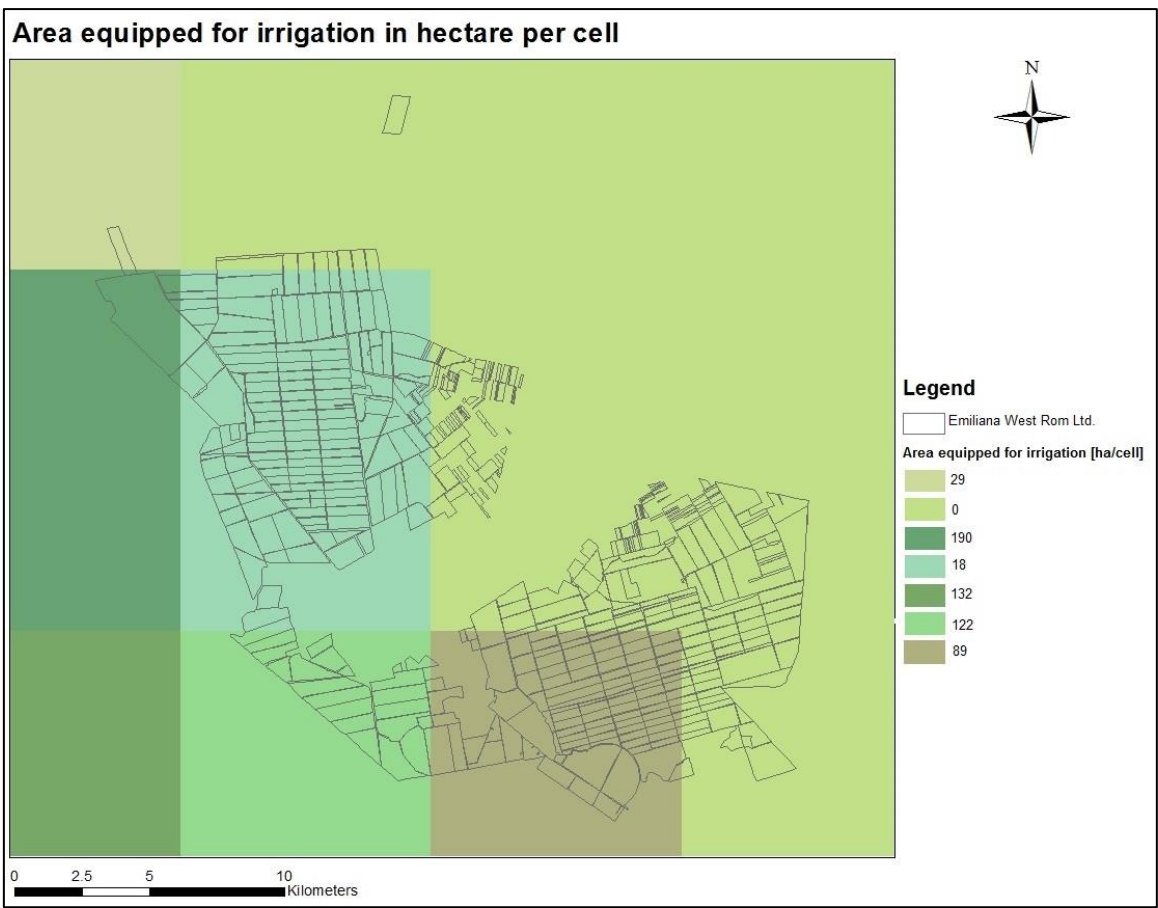 Area equipped for irrigation in hectare per cell
N
Legend
Emiliana West Rom Ltd.
Area equipped for irrigation [ha/cell]
29
0
190
18
132
122
89
0 2.5 5 10
Kilometers